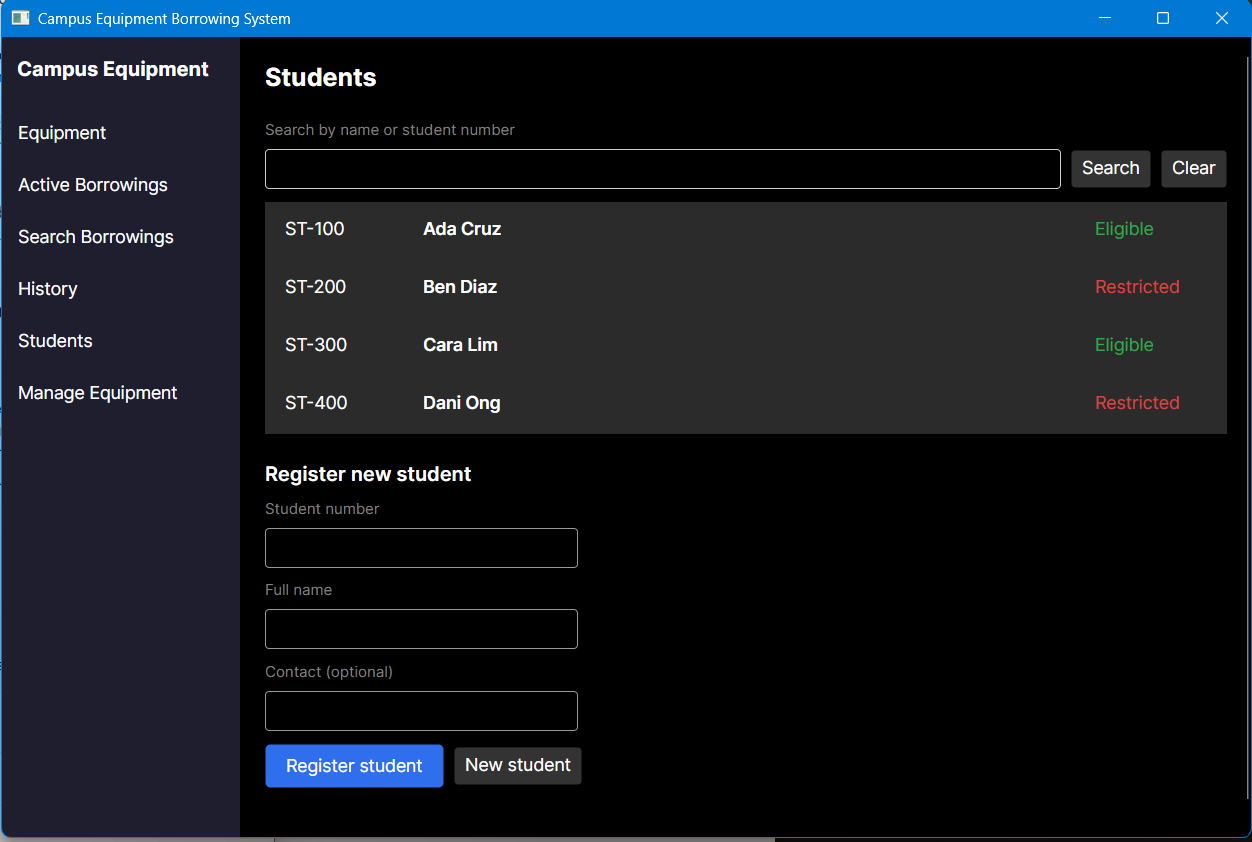 Campus Equipment Borrowing System
Campus Equipment
Equipment
Active Borrowings
Search Borrowings
History
Students
Manage Equipment
Students
Search by name or student number
Search Clear
ST-100 Ada Cruz Eligible
ST-200 Ben Diaz Restricted
ST-300 Cara Lim Eligible
ST-400 Dani Ong Restricted
Register new student
Student number
Full name
Contact (optional)
Register student New student